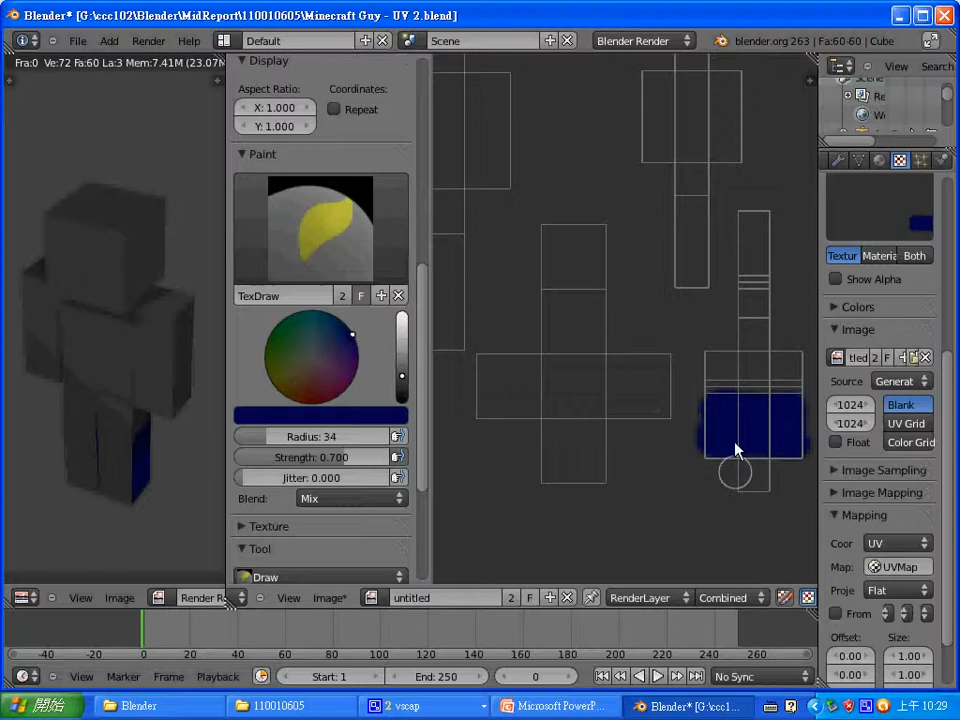 Blender* [G:\ccc102\Blender\MidReport\110010605\Minecraft Guy - UV 2.blend]
File Add Render Help Default Scene Blender Render blender.org 263 | Fa:60-60 | Cube
Fra:0 Ve:72 Fa:60 La:3 Mem:7.41M (23.07M
Display
View Search
Aspect Ratio: Coordinates:
X: 1.000 Repeat
Y: 1.000
Paint
TexDraw 2 F
Radius: 34
Strength: 0.700
Jitter: 0.000
Blend: Mix
Texture
Tool
Draw
Textur Materia Both
Show Alpha
Colors
Image
tled 2 F
Source Generat
1024 Blank
1024 UV Grid
Float Color Grid
Image Sampling
Image Mapping
Mapping
Coor UV
Map: UVMap
Proje Flat
From
Offset: Size:
0.00 1.00
0.00 1.00
View Image Render R View Image* untitled 2 F RenderLayer Combined
-40 -20 0 20 40 60 80 100 120 140 160 180 200 220 240 260
View Marker Frame Playback Start: 1 End: 250 0 No Sync
開始 Blender 110010605 2 vscap Microsoft PowerP... Blender* [G:\ccc1... 上午 10:29